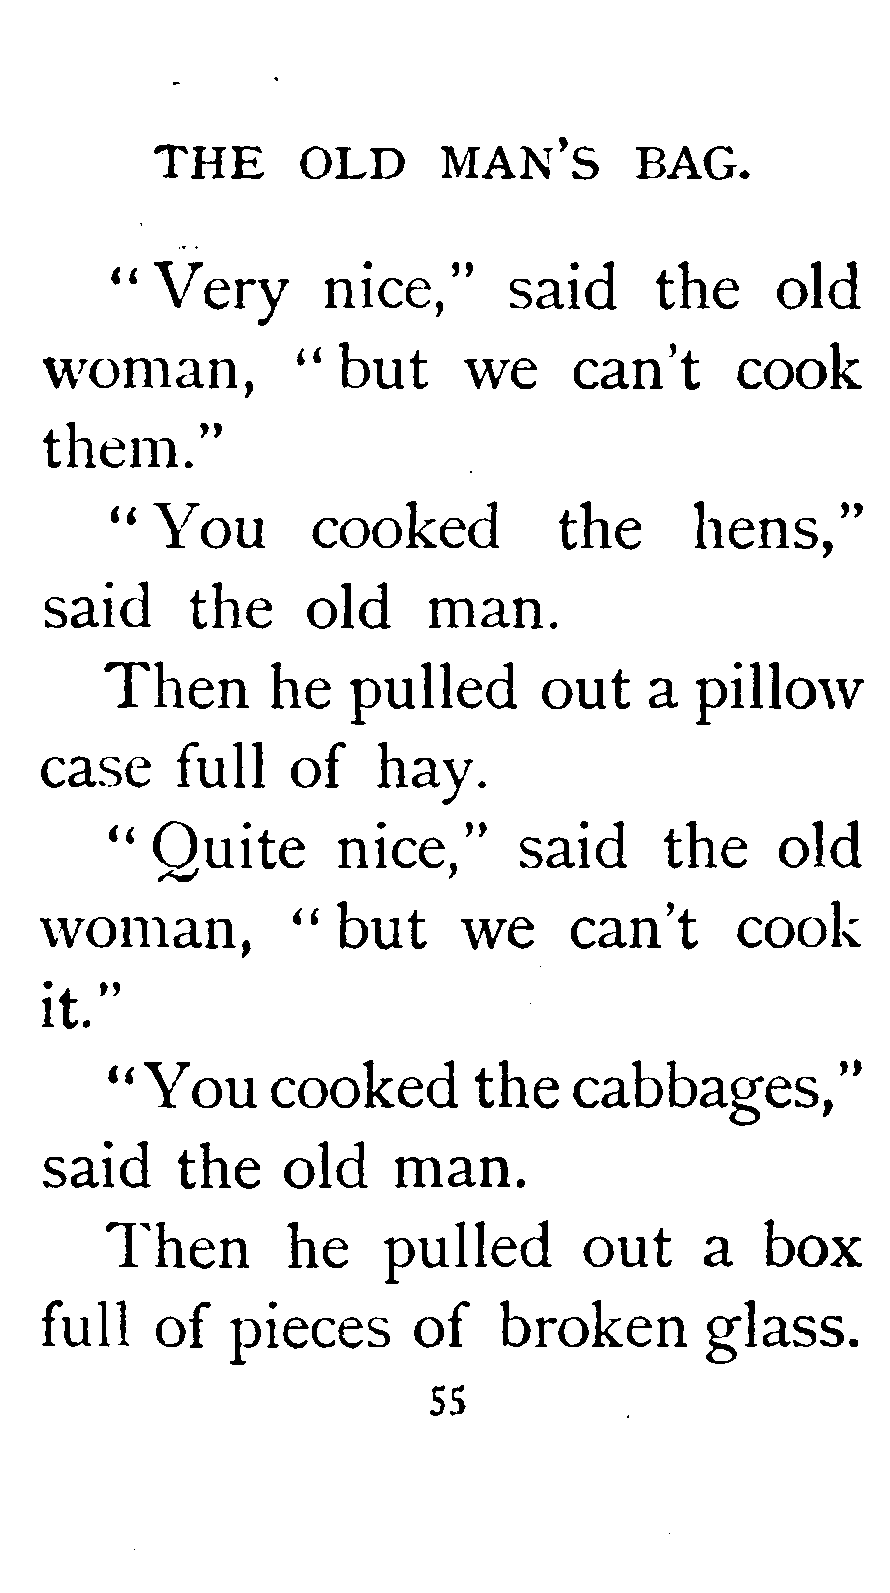 THE OLD MAN'S BAG.
" Very nice," said the old
woman, " but we can't cook
them."
" You cooked the hens,"
said the old man.
Then he pulled out a pillow
case full of hay.
" Quite nice," said the old
woman, " but we can't cook
it."
" You cooked the cabbages,"
said the old man.
Then he pulled out a box
full of pieces of broken glass.
55